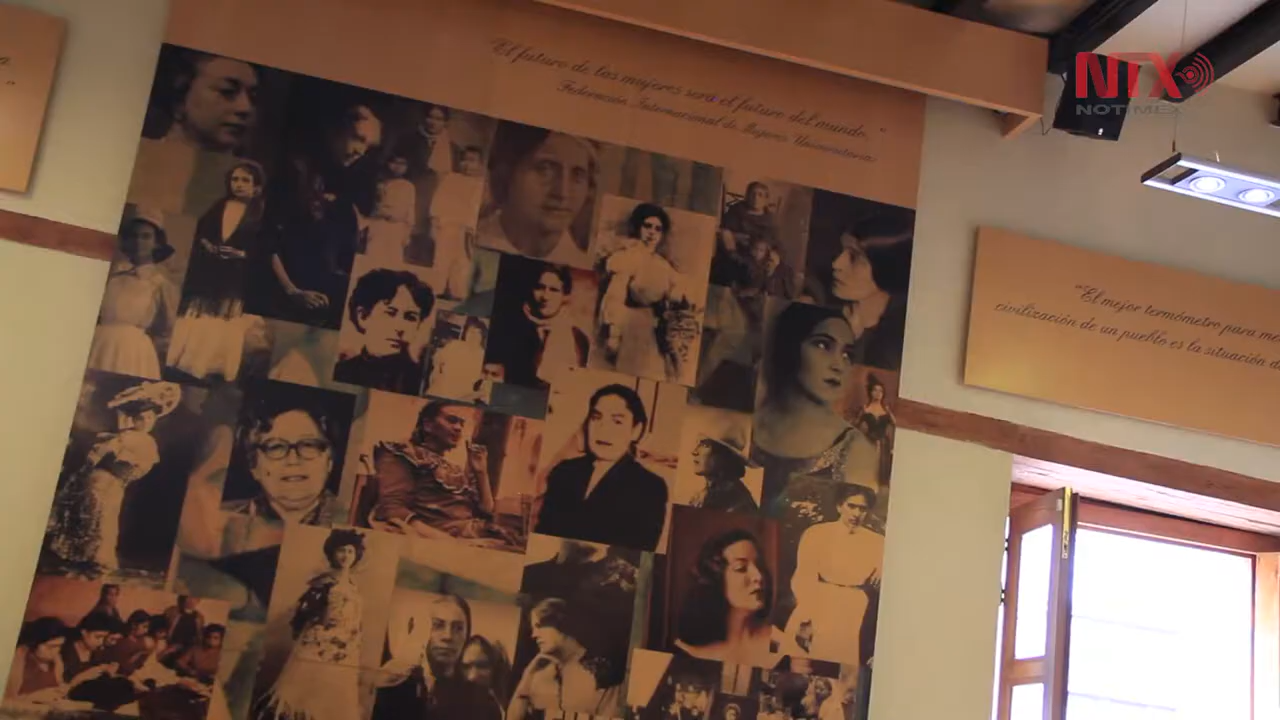 NTX
NOTIMEX
El futuro de las mujeres será el futuro del mundo. "
Federación Internacional de Mujeres Universitarias
"El mejor termómetro para me
civilización de un pueblo es la situación d